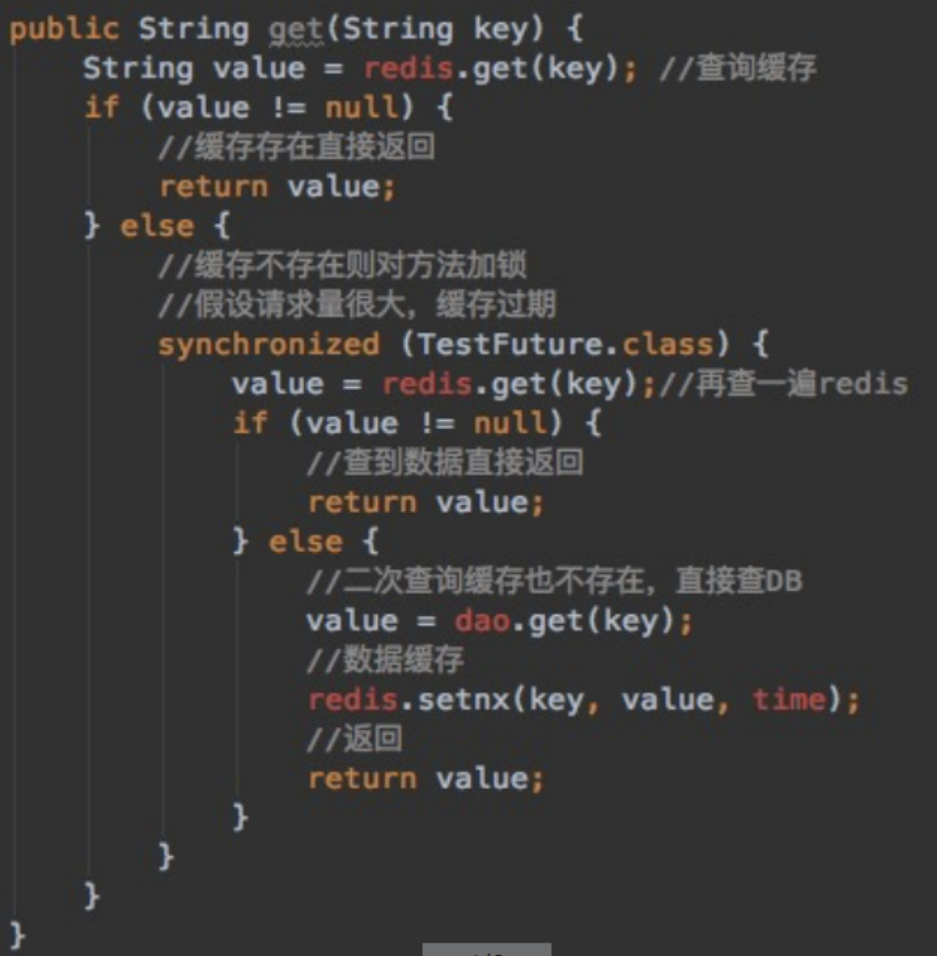 public String get(String key) {
String value = redis.get(key); //查询缓存
if (value != null) {
//缓存存在直接返回
return value;
} else {
//缓存不存在则对方法加锁
//假设请求量很大，缓存过期
synchronized (TestFuture.class) {
value = redis.get(key);//再查一遍redis
if (value != null) {
//查到数据直接返回
return value;
} else {
//二次查询缓存也不存在，直接查DB
value = dao.get(key);
//数据缓存
redis.setnx(key, value, time);
//返回
return value;
}
}
}
}